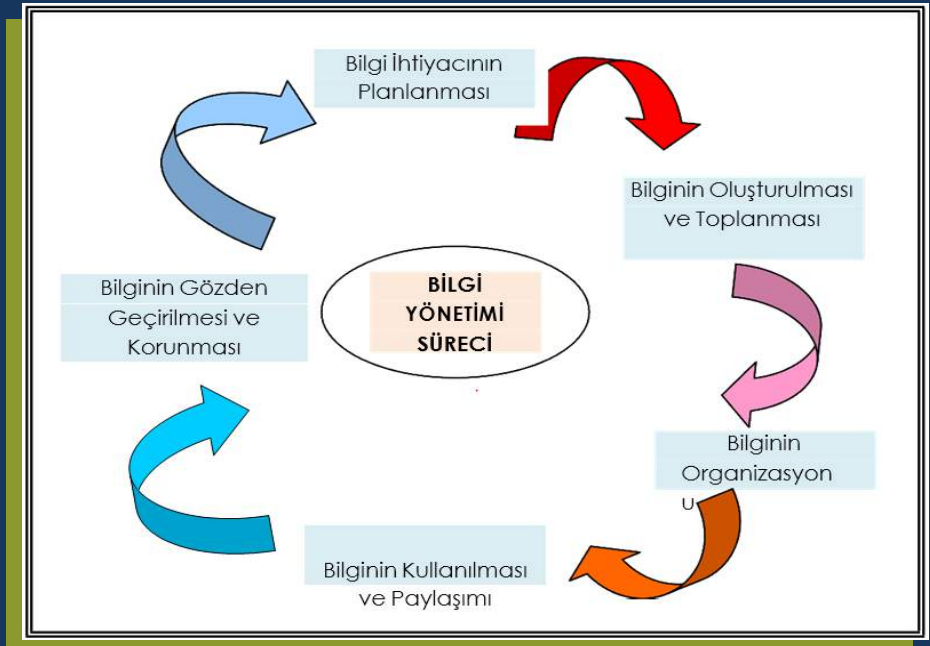 Bilgi İhtiyacının
Planlanması
Bilginin Oluşturulması
ve Toplanması
Bilginin Gözden
Geçirilmesi ve
Korunması
BİLGİ
YÖNETİMİ
SÜRECİ
Bilginin
Organizasyon
u
Bilginin Kullanılması
ve Paylaşımı